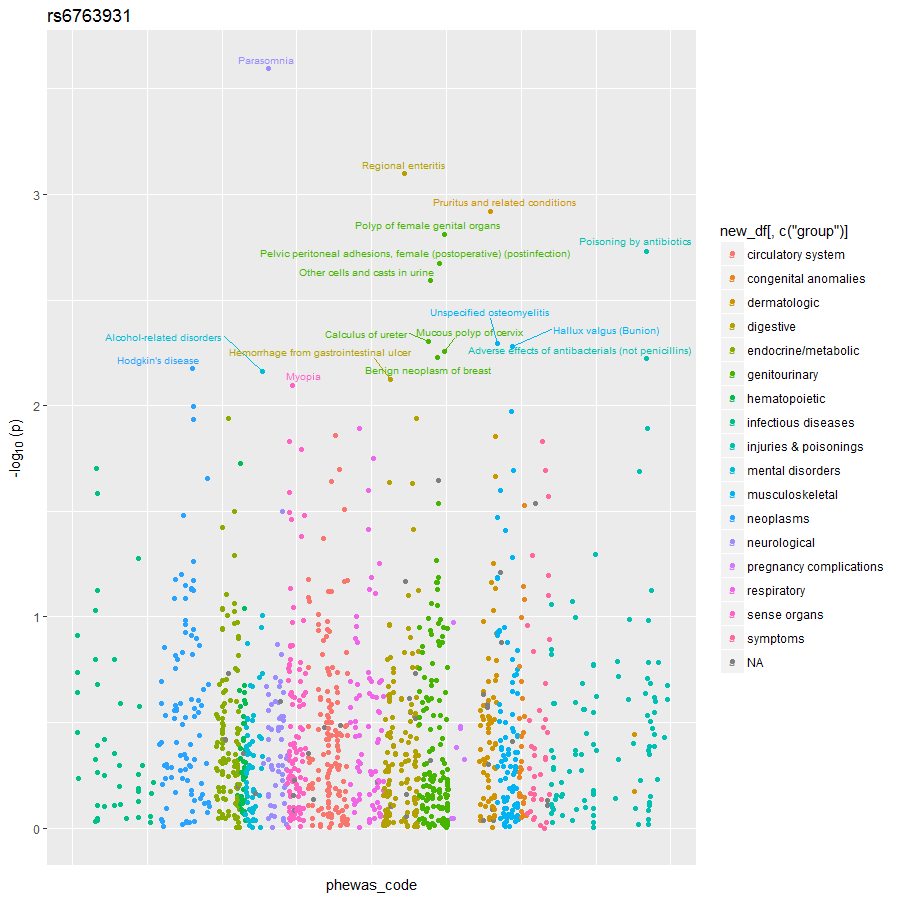 rs6763931
Parasomnia
Regional enteritis
Pruritus and related conditions
Polyp of female genital organs
Poisoning by antibiotics
Pelvic peritoneal adhesions, female (postoperative) (postinfection)
Other cells and casts in urine
Unspecified osteomyelitis
Alcohol-related disorders
Calculus of ureter
Mucous polyp of cervix
Hallux valgus (Bunion)
Hodgkin's disease
Hemorrhage from gastrointestinal ulcer
Adverse effects of antibacterials (not penicillins)
Myopia
Benign neoplasm of breast
3
2
1
0
-log10 (p)
phewas_code
new_df[, c("group")]
circulatory system
congenital anomalies
dermatologic
digestive
endocrine/metabolic
genitourinary
hematopoietic
infectious diseases
injuries & poisonings
mental disorders
musculoskeletal
neoplasms
neurological
pregnancy complications
respiratory
sense organs
symptoms
NA